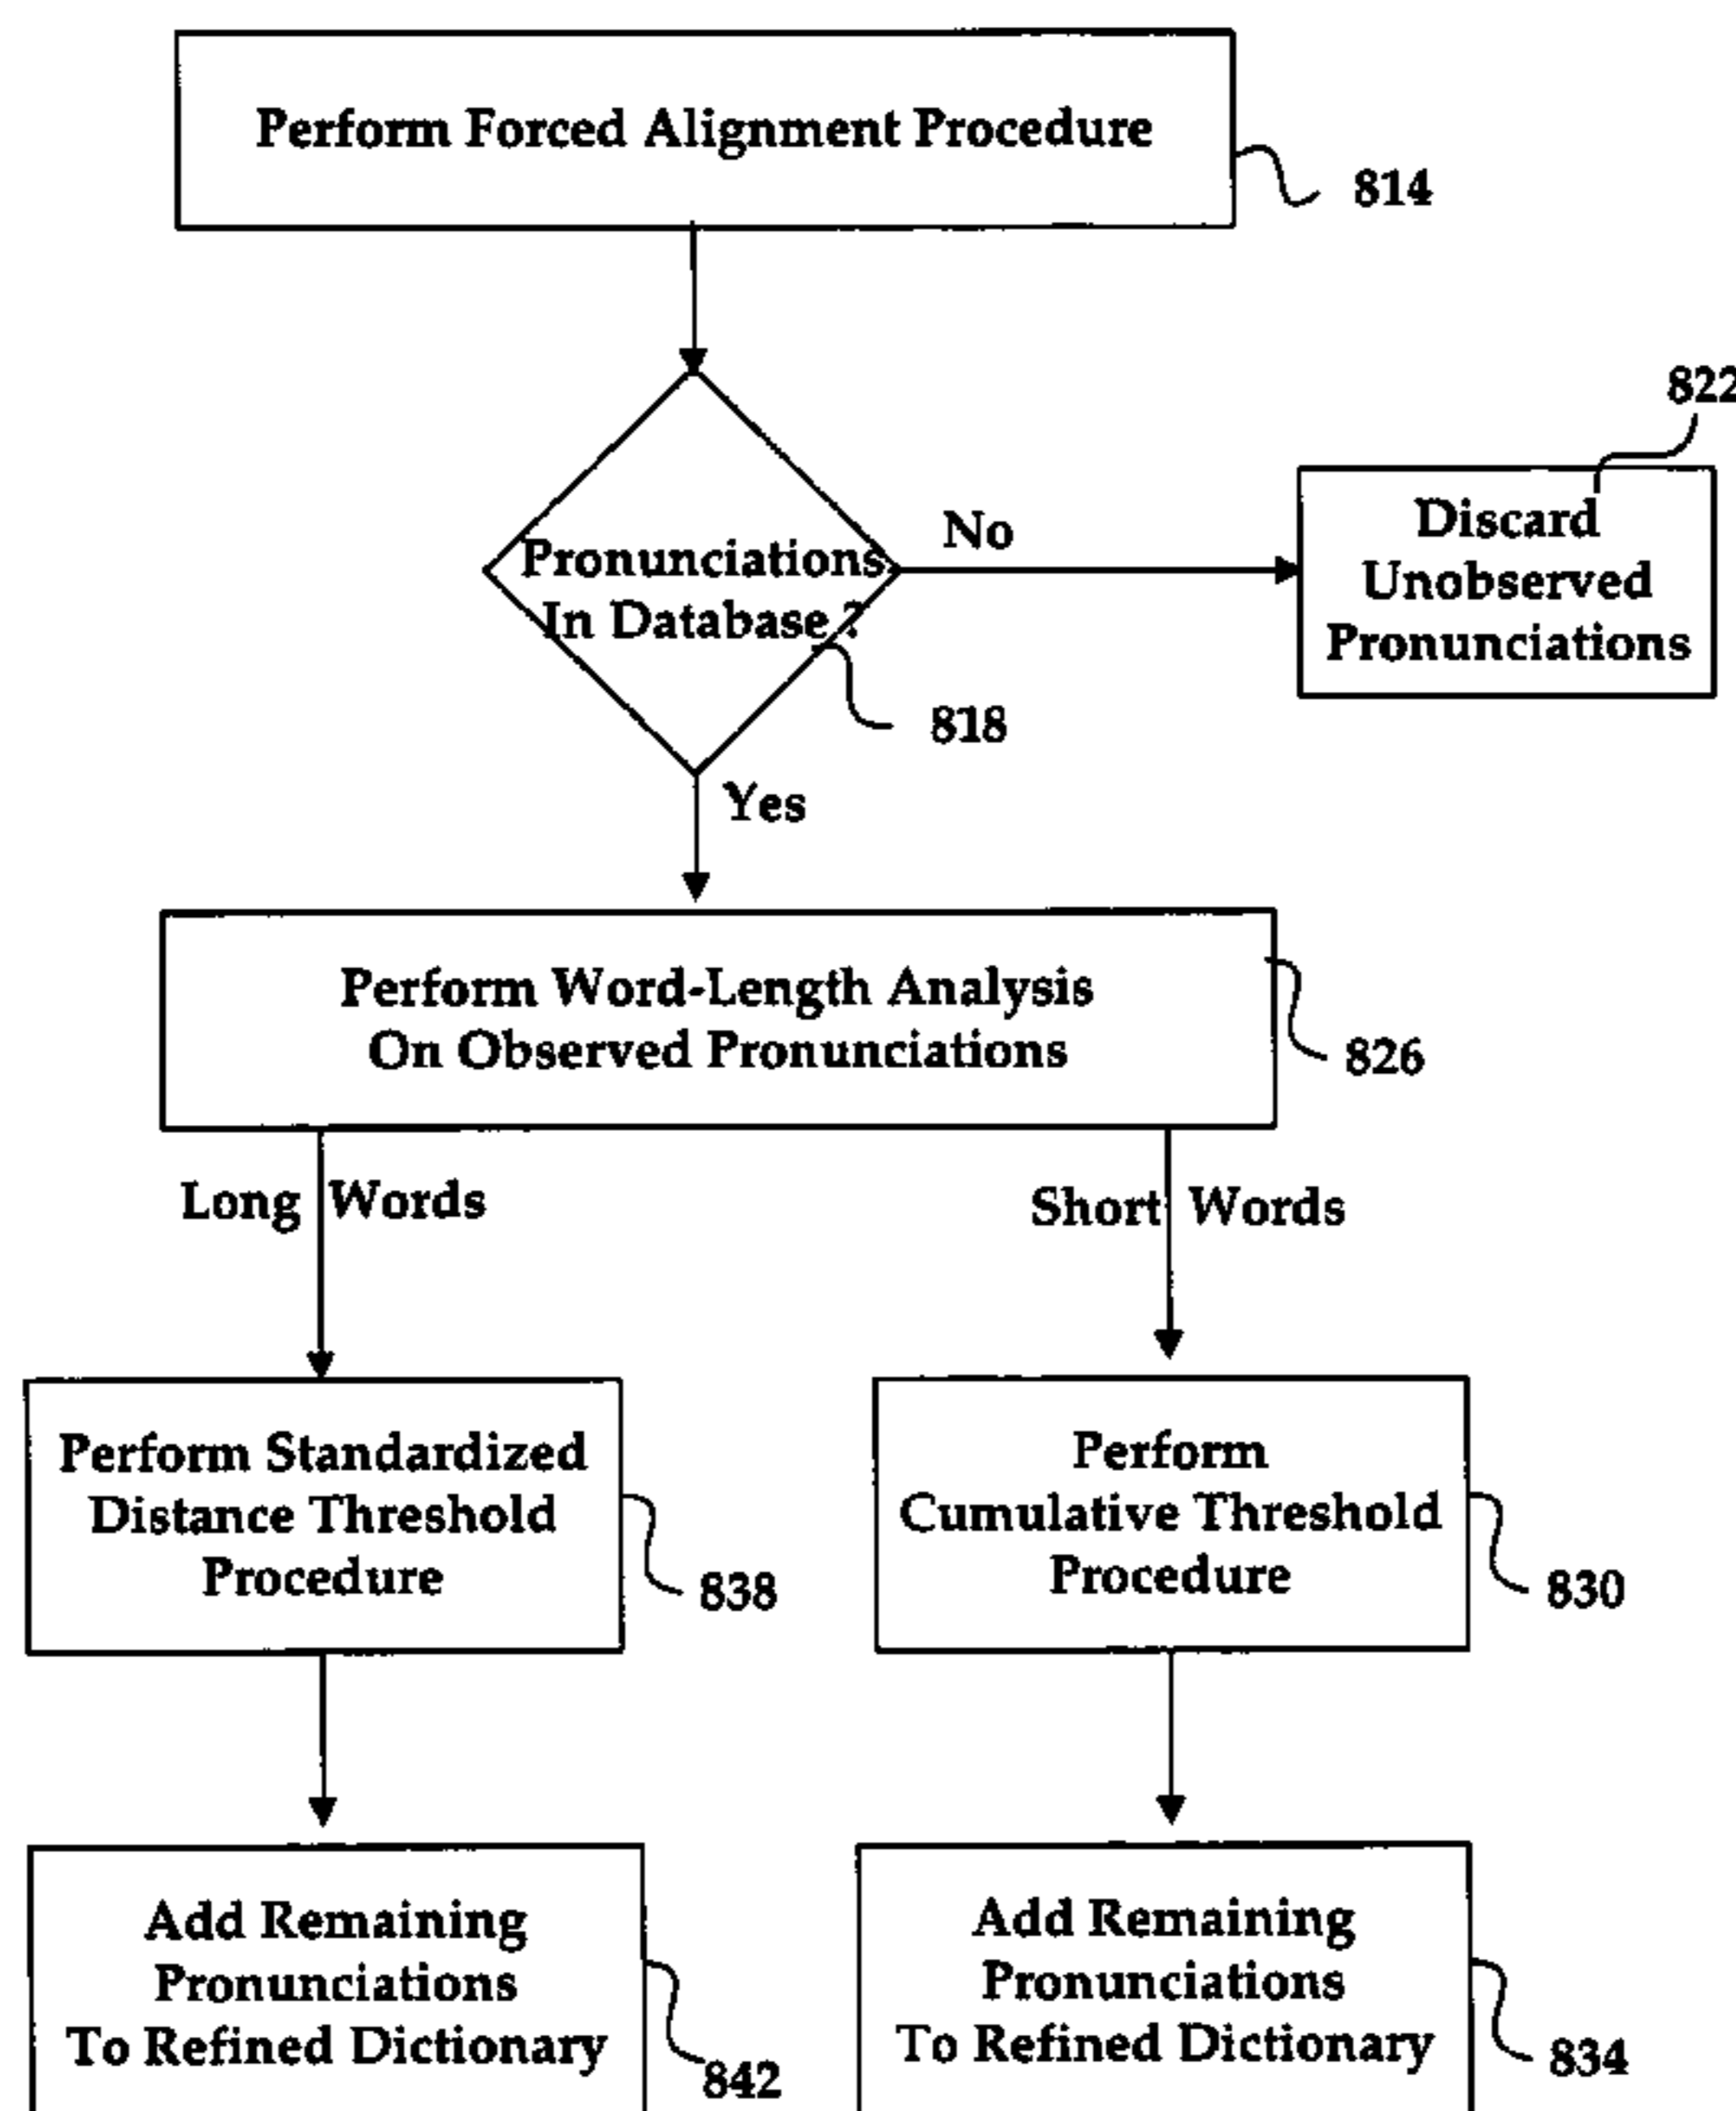 Perform Forced Alignment Procedure
814
822
Discard
Unobserved
Pronunciations
No
Pronunciations
In Database ?
818
Yes
Perform Word-Length Analysis
On Observed Pronunciations
826
Long Words
Short Words
Perform Standardized
Distance Threshold
Procedure
838
Perform
Cumulative Threshold
Procedure
830
Add Remaining
Pronunciations
To Refined Dictionary
842
Add Remaining
Pronunciations
To Refined Dictionary
834